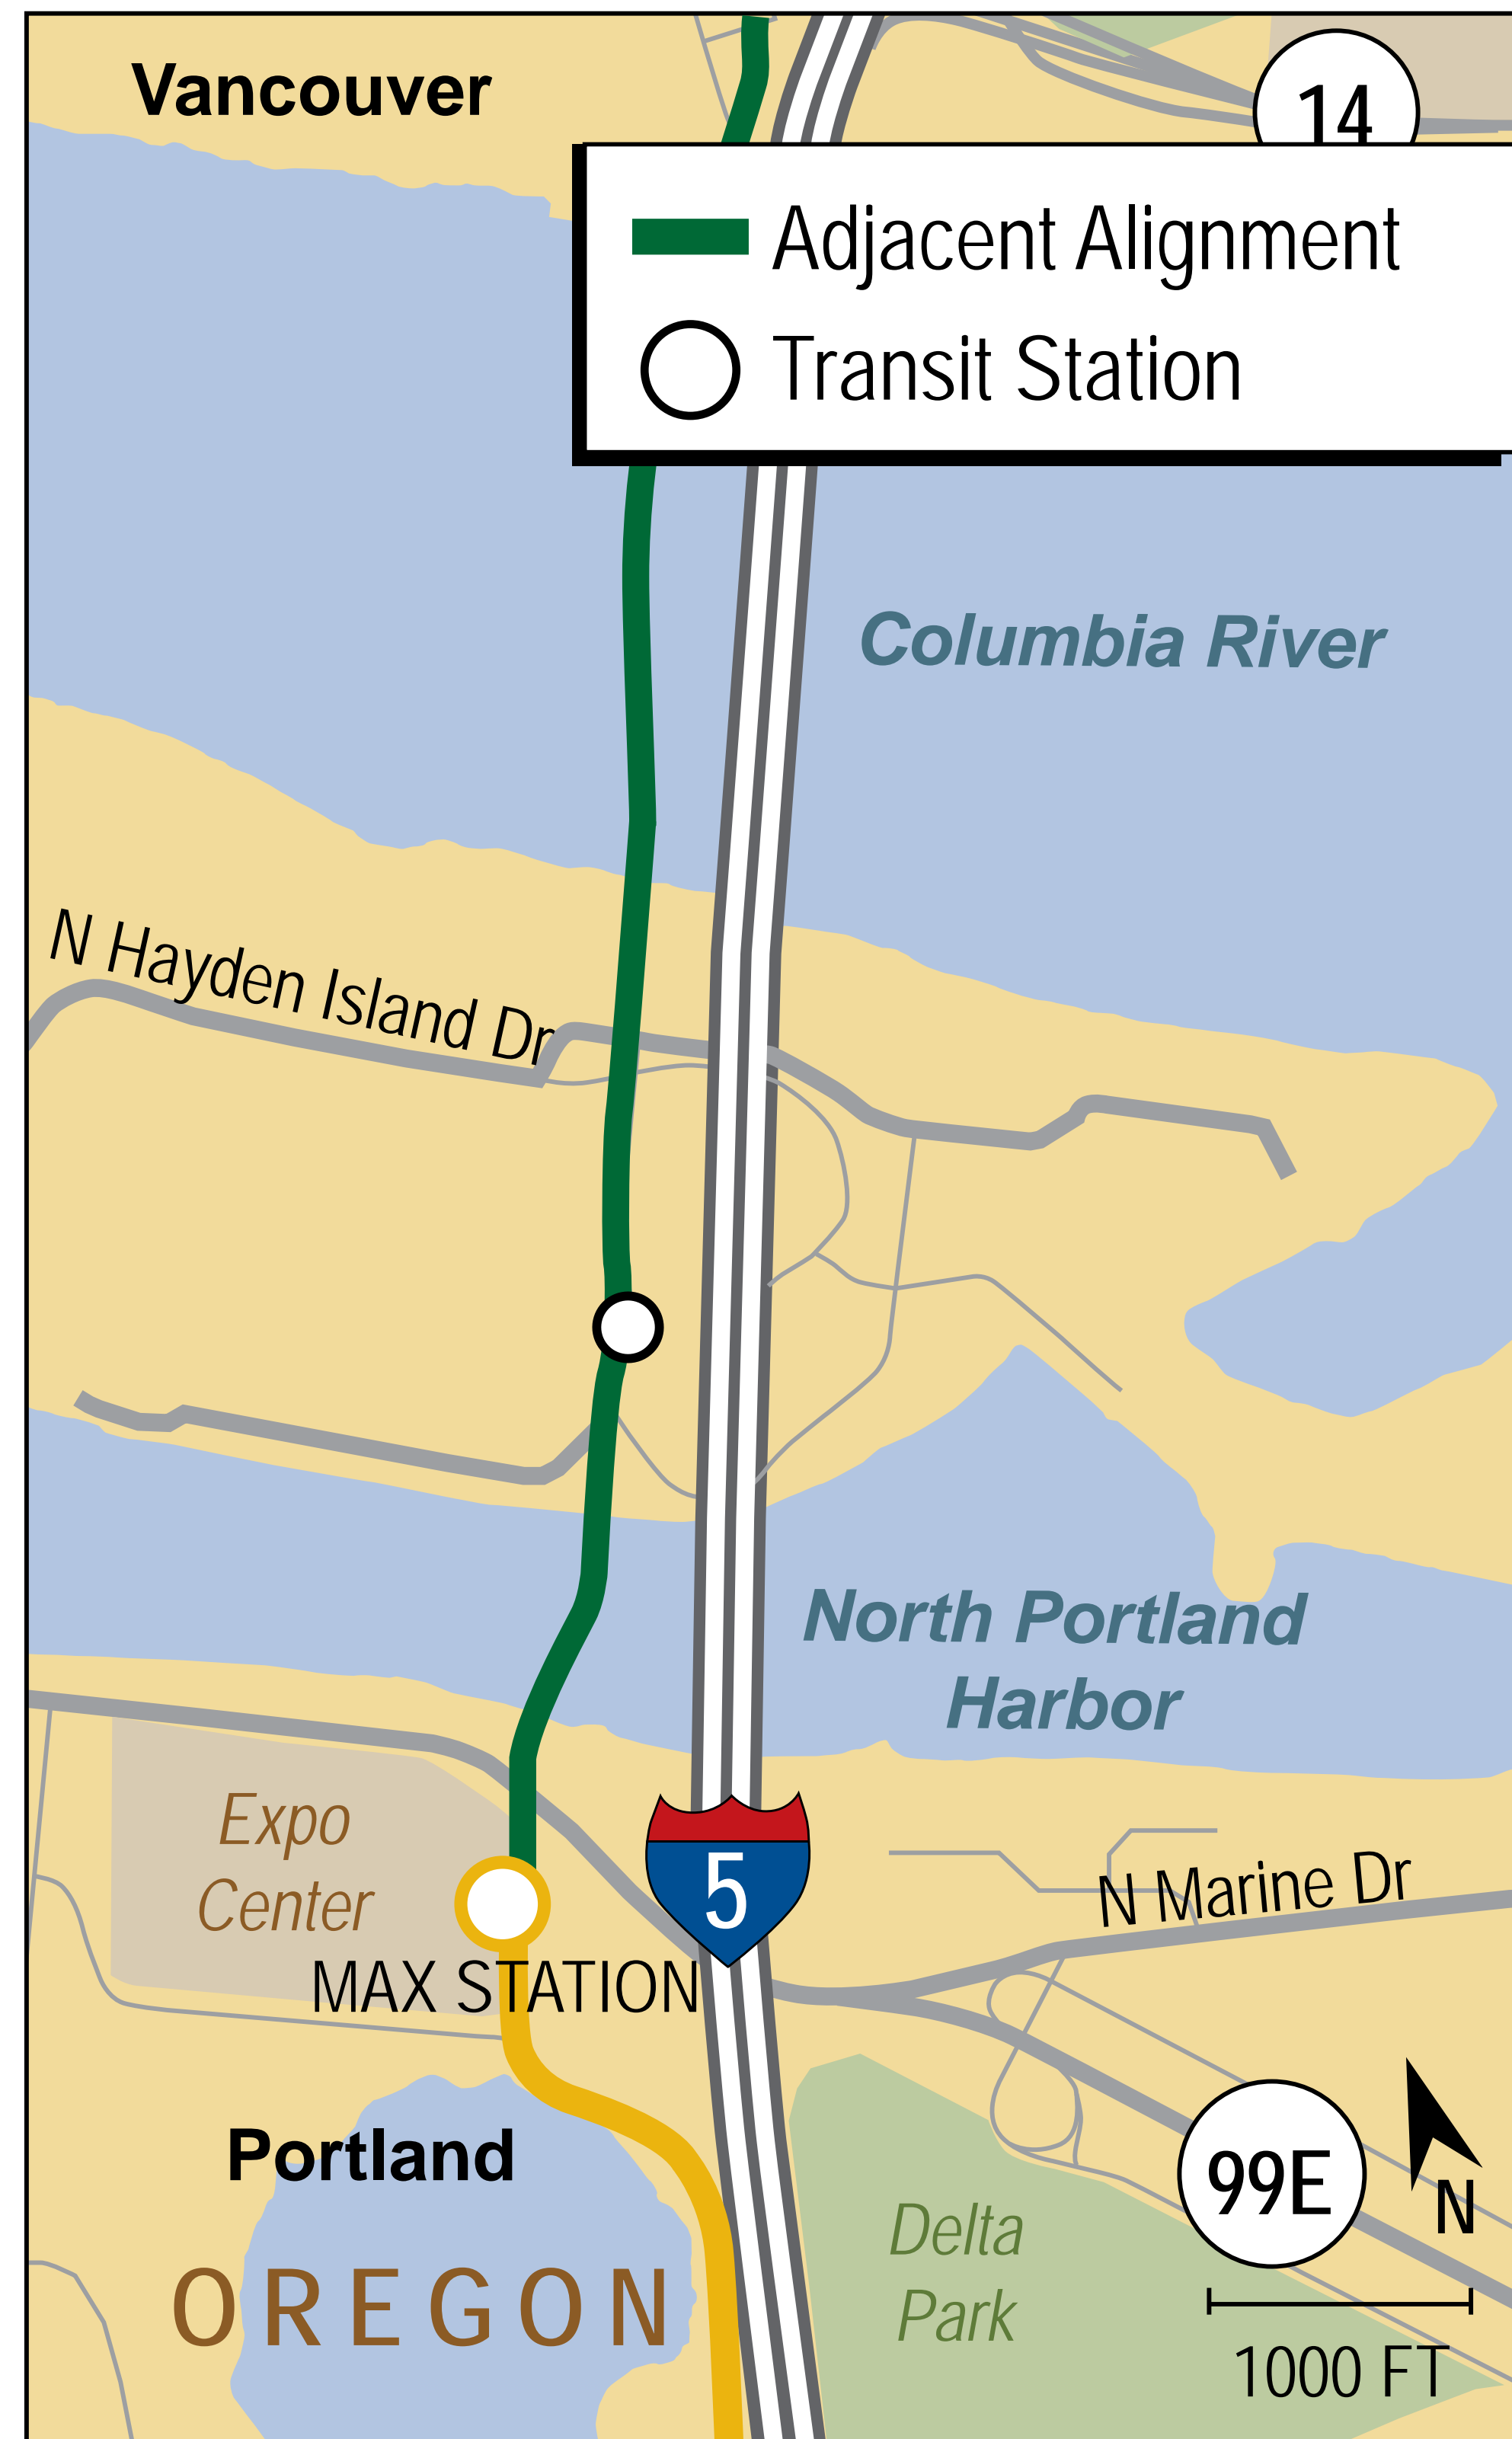 Vancouver
14
Adjacent Alignment
Transit Station
Columbia River
N Hayden Island Dr
North Portland
Harbor
Expo
Center
5
N Marine Dr
MAX STATION
Portland
99E
N
Delta
Park
OREGON
1000 FT